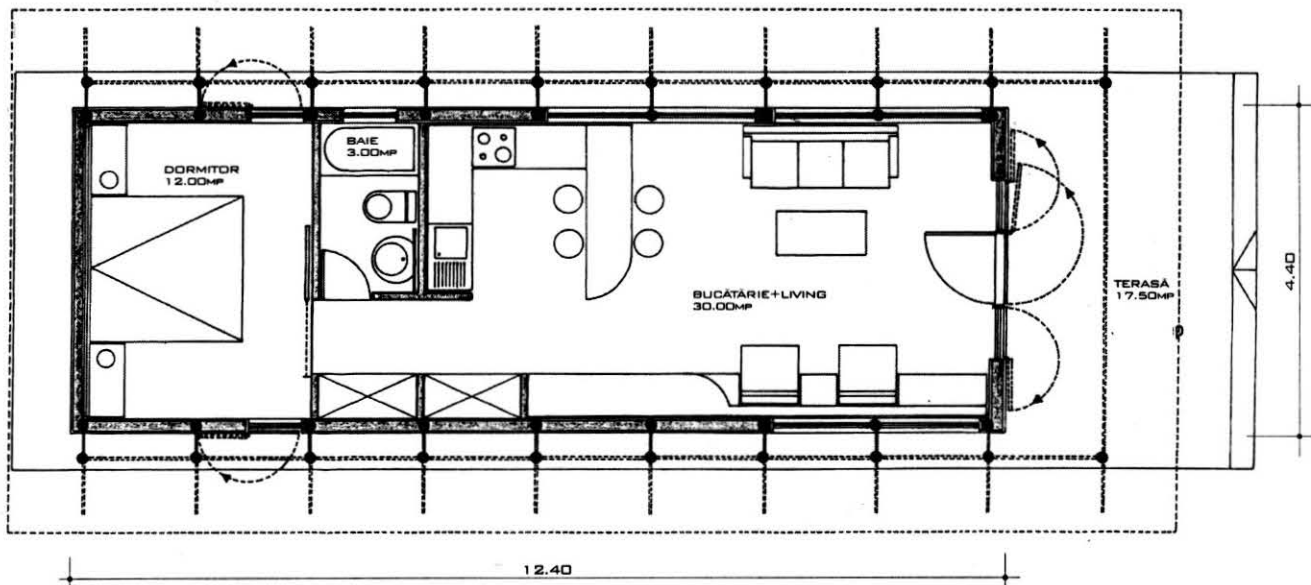 BAIE
3.00MP
DORMITOR
12.00MP
BUCĂTĂRIE+LIVING
30.00MP
TERASĂ
17.50MP
4.40
12.40